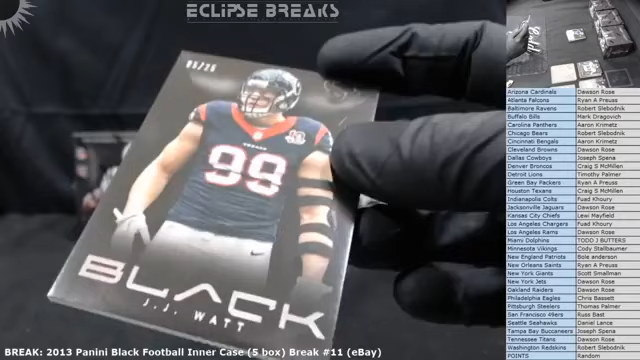 ECLIPSE BREAKS
05/25
99
BLACK
J.J. WATT
Arizona Cardinals Dawson Rose
Atlanta Falcons Ryan A Preuss
Baltimore Ravens Robert Slebodnik
Buffalo Bills Mark Dragovich
Carolina Panthers Aaron Krimetz
Chicago Bears Robert Slebodnik
Cincinnati Bengals Aaron Krimetz
Cleveland Browns Dawson Rose
Dallas Cowboys Joseph Spena
Denver Broncos Craig S McMillen
Detroit Lions Timothy Palmer
Green Bay Packers Ryan A Preuss
Houston Texans Craig S McMillen
Indianapolis Colts Fuad Khoury
Jacksonville Jaguars Dawson Rose
Kansas City Chiefs Lewi Mayfield
Los Angeles Chargers Fuad Khoury
Los Angeles Rams Dawson Rose
Miami Dolphins TODD J BUTTERS
Minnesota Vikings Cody Stallbaumer
New England Patriots Bole anderson
New Orleans Saints Ryan A Preuss
New York Giants Scott Smallman
New York Jets Dawson Rose
Oakland Raiders Dawson Rose
Philadelphia Eagles Chris Bassett
Pittsburgh Steelers Thomas Palmer
San Francisco 49ers Russ Bast
Seattle Seahawks Daniel Lance
Tampa Bay Buccaneers Joseph Spena
Tennessee Titans Dawson Rose
Washington Redskins Robert Slebodnik
POINTS Random
BREAK: 2013 Panini Black Football Inner Case (5 box) Break #11 (eBay)